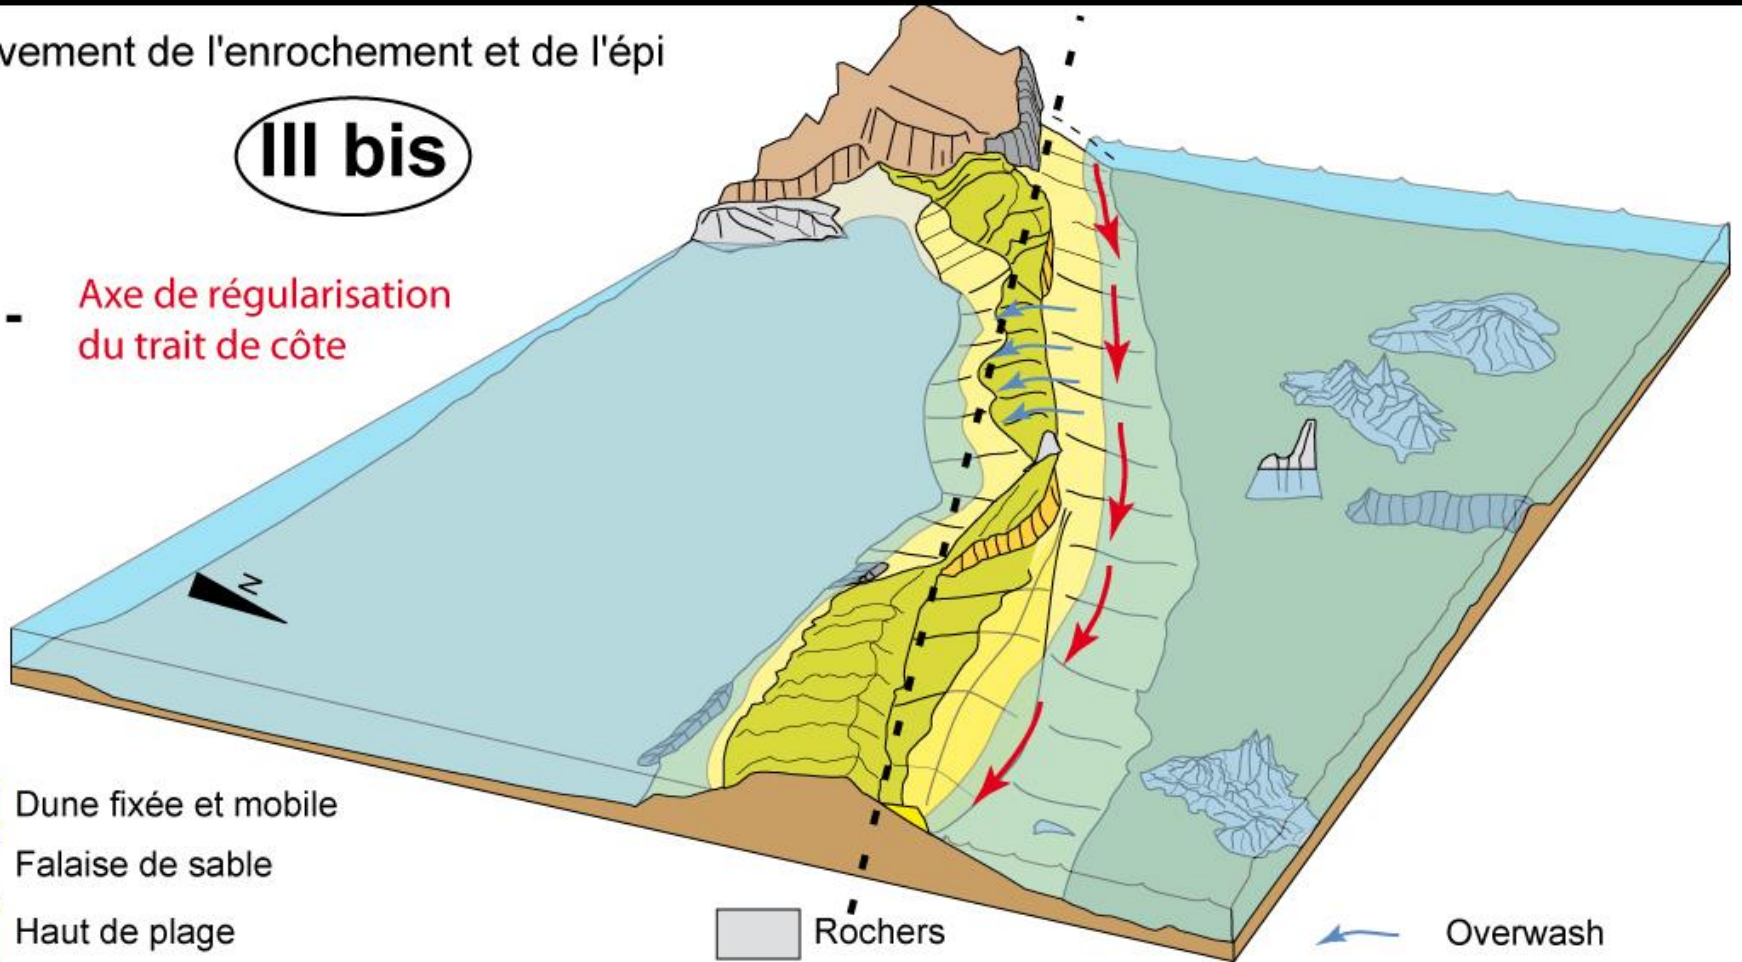 vement de l'enrochement et de l'épi
III bis
Axe de régularisation
du trait de côte
N
Dune fixée et mobile
Falaise de sable
Haut de plage
Rochers
Overwash